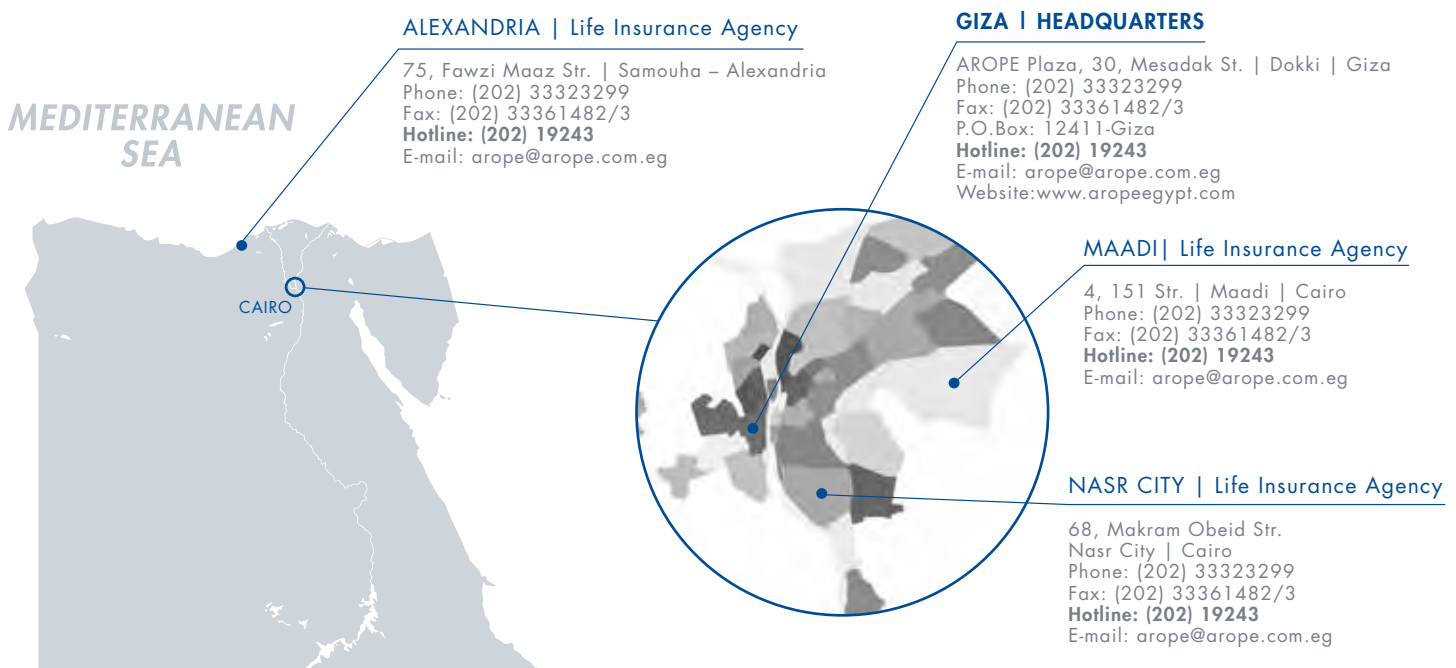 ALEXANDRIA | Life Insurance Agency
75, Fawzi Maaz Str. | Samouha – Alexandria
Phone: (202) 33323299
Fax: (202) 33361482/3
Hotline: (202) 19243
E-mail: arope@arope.com.eg
GIZA | HEADQUARTERS
AROPE Plaza, 30, Mesadak St. | Dokki | Giza
Phone: (202) 33323299
Fax: (202) 33361482/3
P.O.Box: 12411-Giza
Hotline: (202) 19243
E-mail: arope@arope.com.eg
Website:www.aropeegypt.com
MEDITERRANEAN
SEA
CAIRO
MAADI| Life Insurance Agency
4, 151 Str. | Maadi | Cairo
Phone: (202) 33323299
Fax: (202) 33361482/3
Hotline: (202) 19243
E-mail: arope@arope.com.eg
NASR CITY | Life Insurance Agency
68, Makram Obeid Str.
Nasr City | Cairo
Phone: (202) 33323299
Fax: (202) 33361482/3
Hotline: (202) 19243
E-mail: arope@arope.com.eg